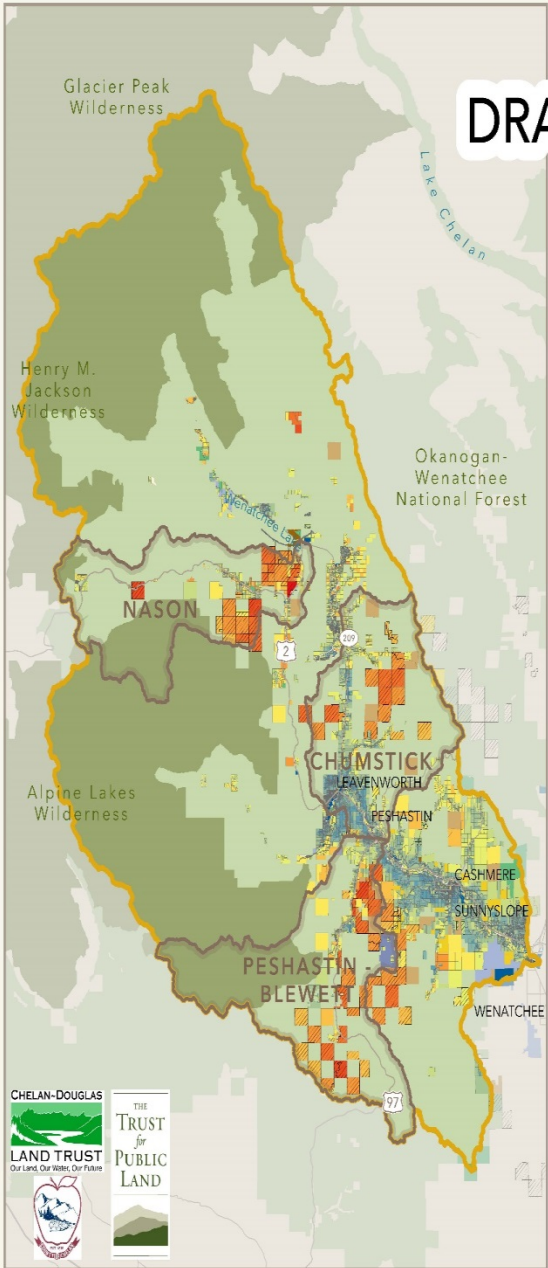 Glacier Peak
Wilderness
DRA
Lake Chelan
Henry M.
Jackson
Wilderness
Okanogan-
Wenatchee
National Forest
Wenatchee Lake
NASON
2
209
CHUMSTICK
LEAVENWORTH
Alpine Lakes
Wilderness
PESHASTIN
CASHMERE
SUNNYSLOPE
PESHASTIN -
BLEWETT
WENATCHEE
97
CHELAN-DOUGLAS
LAND TRUST
Our Land, Our Water, Our Future
THE
TRUST
for
PUBLIC
LAND